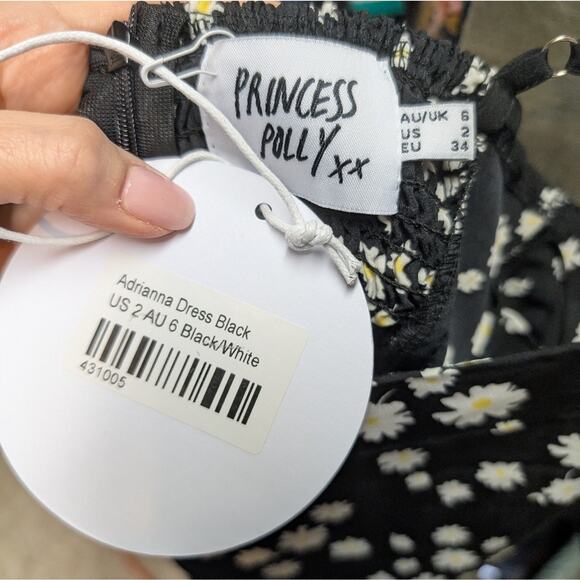 PRINCESS
POLLY xx
AU/UK 6
US 2
EU 34
Adrianna Dress Black
US 2 AU 6 Black/White
431005